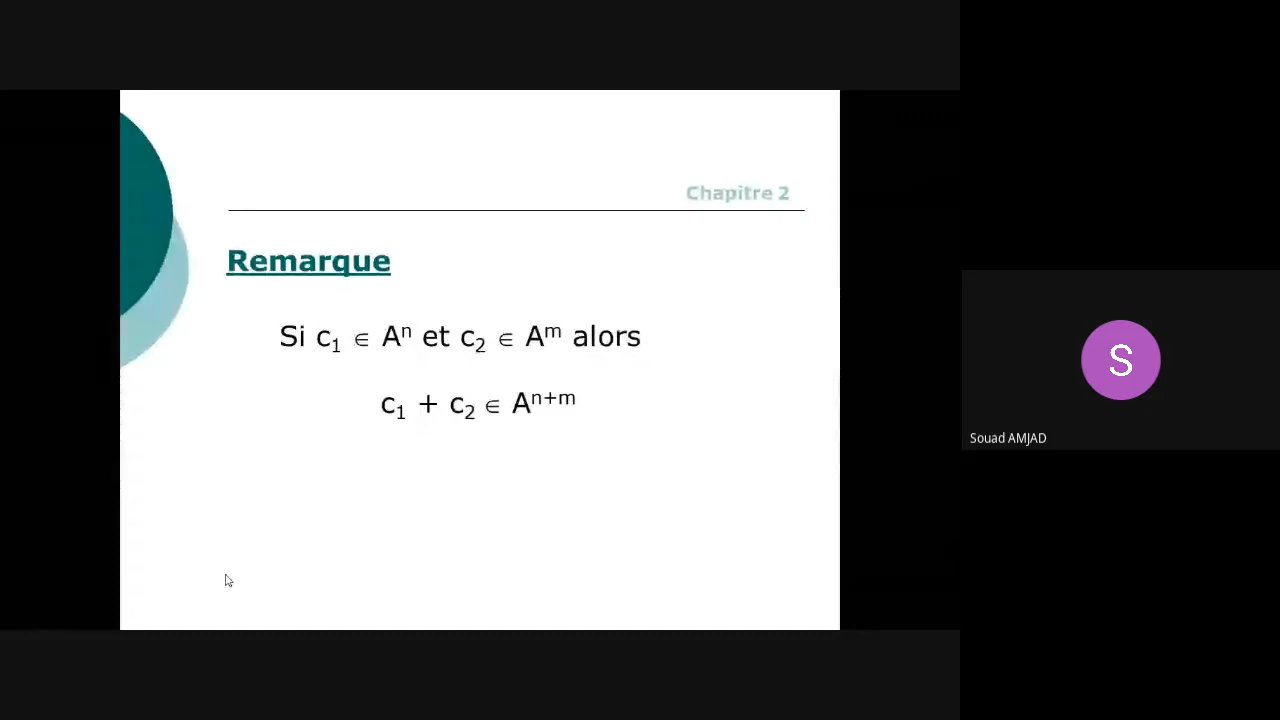 Chapitre 2
Remarque
Si c₁ ∈ Aⁿ et c₂ ∈ Aᵐ alors
c₁ + c₂ ∈ Aⁿ⁺ᵐ
S
Souad AMJAD